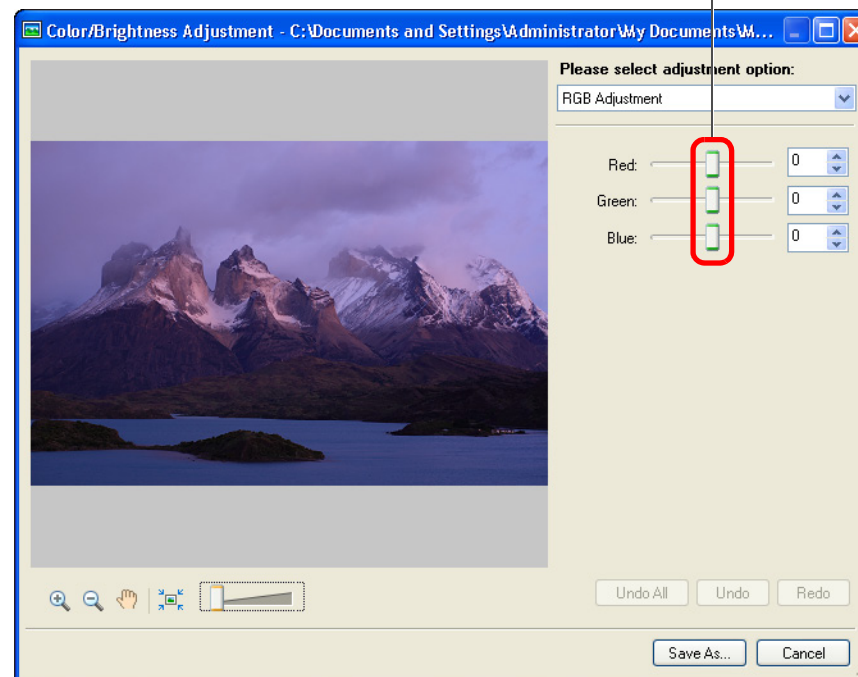 Color/Brightness Adjustment - C:\Documents and Settings\Administrator\My Documents\M...
Please select adjustment option:
RGB Adjustment
Red: 0
Green: 0
Blue: 0
Undo All Undo Redo
Save As... Cancel